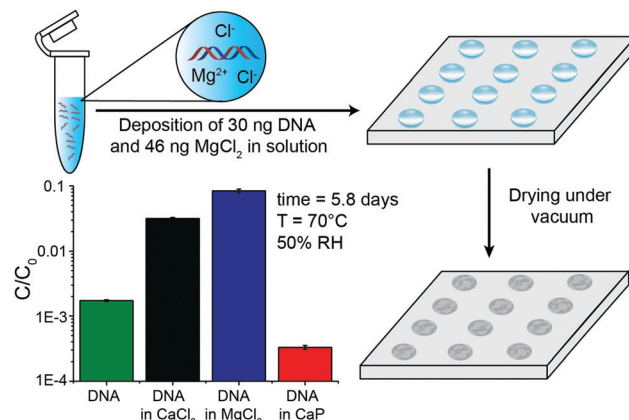 Cl-
Mg2+
Cl-
Deposition of 30 ng DNA
and 46 ng MgCl2 in solution
Drying under
vacuum
time = 5.8 days
T = 70°C
50% RH
C/C0
0.1
0.01
1E-3
1E-4
DNA
DNA
in CaCl2
DNA
in MgCl2
DNA
in CaP